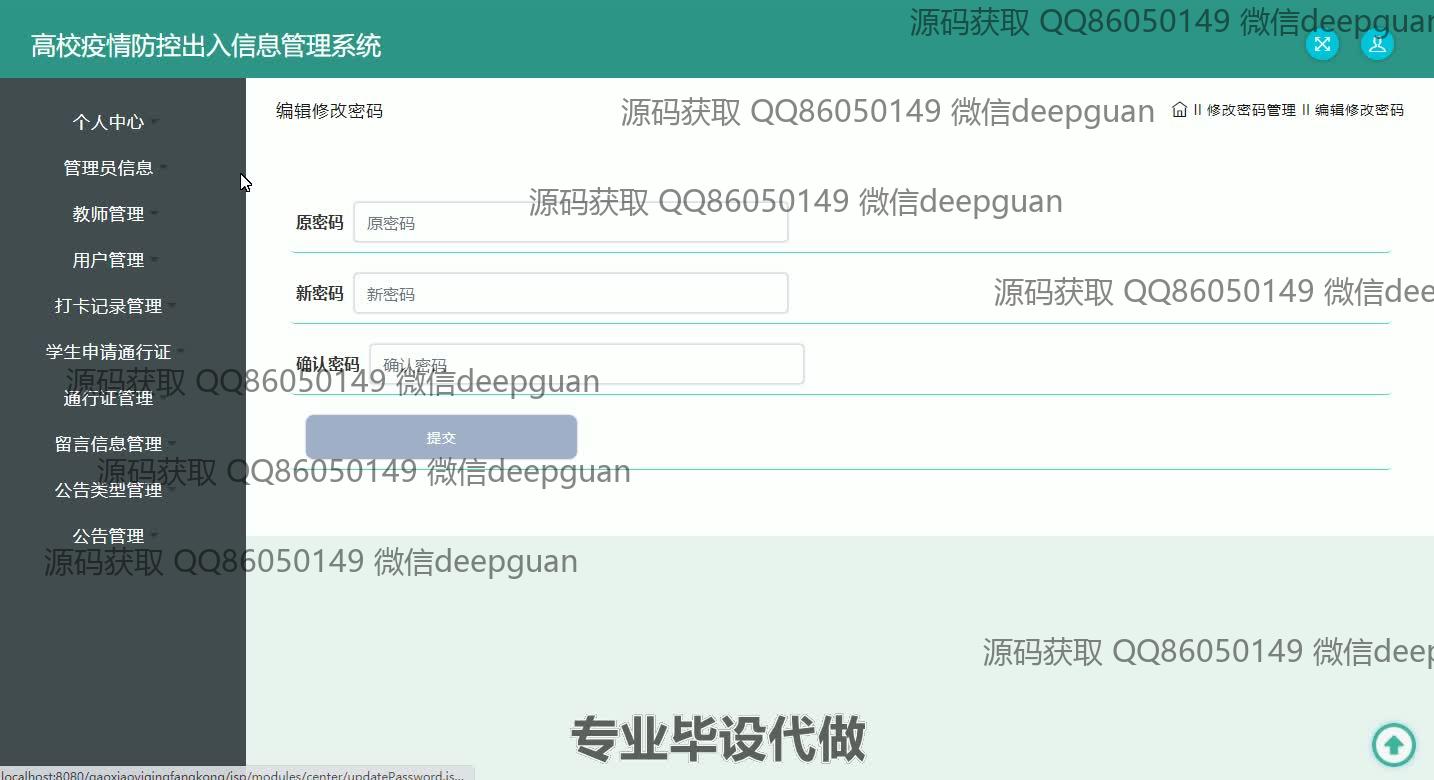 源码获取 QQ86050149 微信deepguan
高校疫情防控出入信息管理系统
个人中心
管理员信息
教师管理
用户管理
打卡记录管理
学生申请通行证
通行证管理
留言信息管理
公告类型管理
公告管理
编辑修改密码
源码获取 QQ86050149 微信deepguan
II 修改密码管理 II 编辑修改密码
源码获取 QQ86050149 微信deepguan
原密码 原密码
新密码 新密码
源码获取 QQ86050149 微信dee
确认密码 确认密码
源码获取 QQ86050149 微信deepguan
提交
源码获取 QQ86050149 微信deepguan
源码获取 QQ86050149 微信deepguan
源码获取 QQ86050149 微信deep
专业毕设代做
localhost:8080/gaoxiaoyiqingfangkong/jsp/modules/center/updatePassword.js...